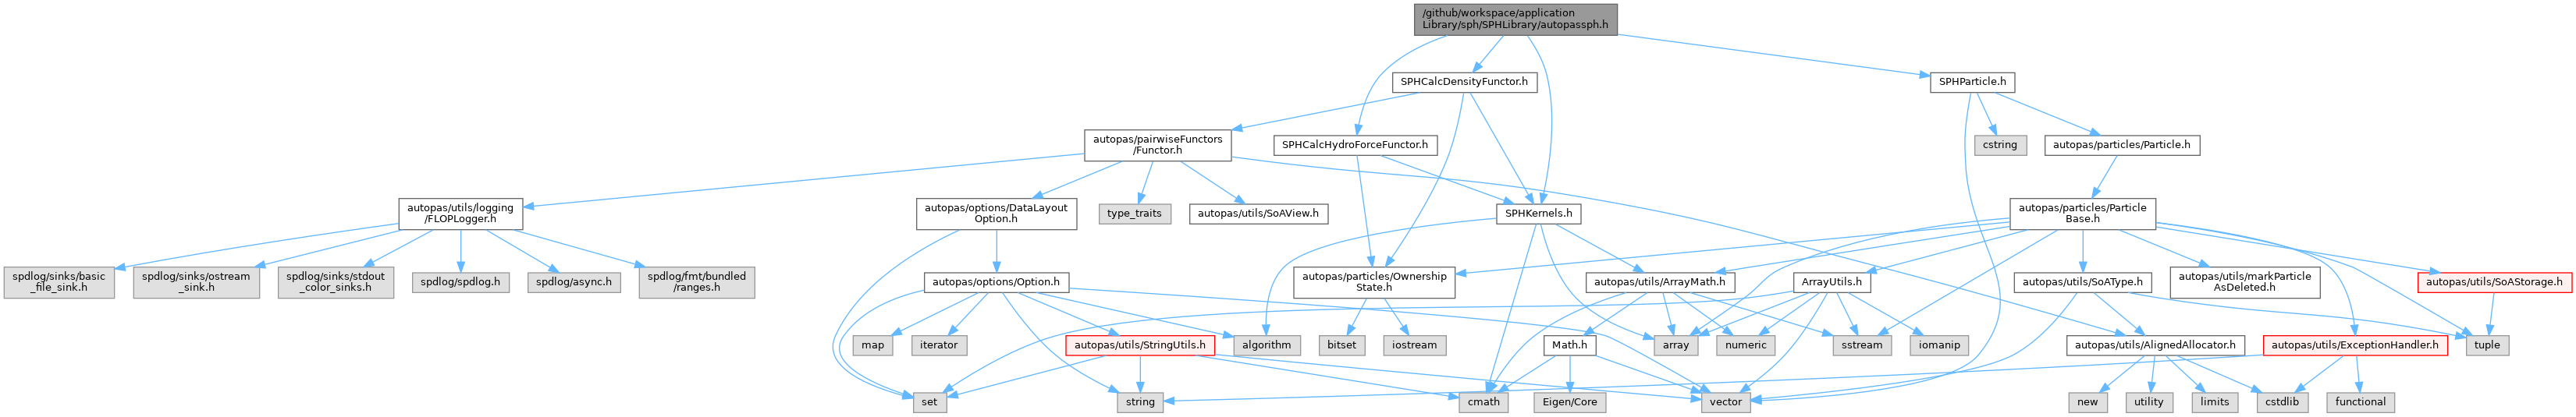 /github/workspace/application
Library/sph/SPHLibrary/autopassph.h
SPHCalcDensityFunctor.h
SPHParticle.h
autopas/pairwiseFunctors
/Functor.h
SPHCalcHydroForceFunctor.h
cstring
autopas/particles/Particle.h
autopas/utils/logging
/FLOPLogger.h
autopas/options/DataLayout
Option.h
type_traits
autopas/utils/SoAView.h
SPHKernels.h
autopas/particles/Particle
Base.h
spdlog/sinks/basic
_file_sink.h
spdlog/sinks/ostream
_sink.h
spdlog/sinks/stdout
_color_sinks.h
spdlog/spdlog.h
spdlog/async.h
spdlog/fmt/bundled
/ranges.h
autopas/options/Option.h
autopas/particles/Ownership
State.h
autopas/utils/ArrayMath.h
ArrayUtils.h
autopas/utils/SoAType.h
autopas/utils/markParticle
AsDeleted.h
autopas/utils/SoAStorage.h
map
iterator
autopas/utils/StringUtils.h
algorithm
bitset
iostream
Math.h
array
numeric
sstream
iomanip
autopas/utils/AlignedAllocator.h
autopas/utils/ExceptionHandler.h
tuple
set
string
cmath
Eigen/Core
vector
new
utility
limits
cstdlib
functional